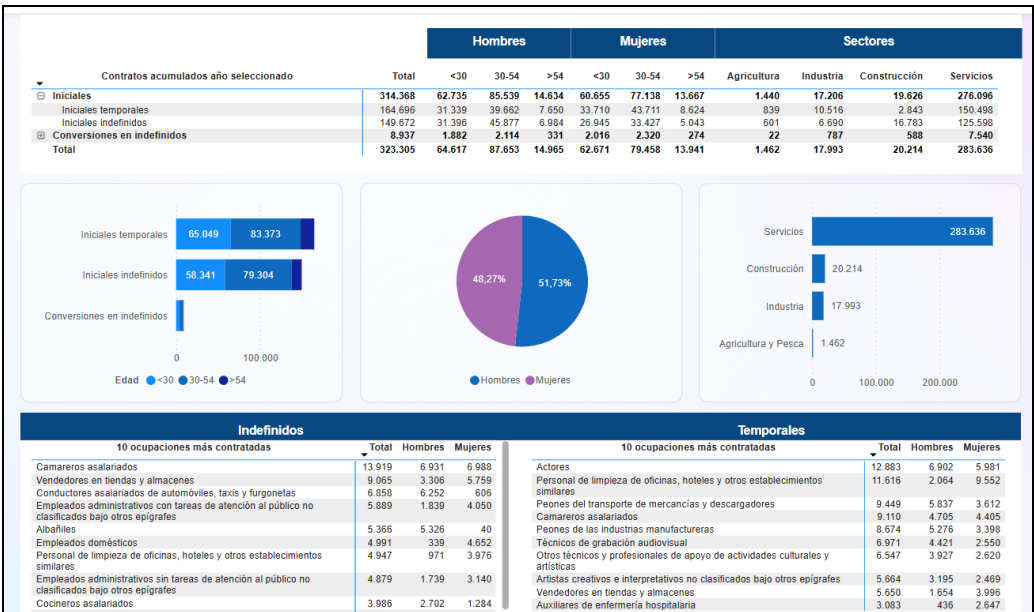 Hombres Mujeres Sectores
Contratos acumulados año seleccionado Total <30 30-54 >54 <30 30-54 >54 Agricultura Industria Construcción Servicios
Iniciales 314.368 62.735 85.539 14.634 60.655 77.138 13.667 1.440 17.206 19.626 276.096
Iniciales temporales 164.696 31.339 39.662 7.650 33.710 43.711 8.624 839 10.516 2.843 150.498
Iniciales indefinidos 149.672 31.396 45.877 6.984 26.945 33.427 5.043 601 6.690 16.783 125.598
Conversiones en indefinidos 8.937 1.882 2.114 331 2.016 2.320 274 22 787 588 7.540
Total 323.305 64.617 87.653 14.965 62.671 79.458 13.941 1.462 17.993 20.214 283.636
Iniciales temporales 65.049 83.373
Iniciales indefinidos 58.341 79.304
Conversiones en indefinidos
0 100.000
Edad <30 30-54 >54
48,27% 51,73%
Hombres Mujeres
Servicios 283.636
Construcción 20.214
Industria 17.993
Agricultura y Pesca 1.462
0 100.000 200.000
Indefinidos
10 ocupaciones más contratadas Total Hombres Mujeres
Camareros asalariados 13.919 6.931 6.988
Vendedores en tiendas y almacenes 9.065 3.306 5.759
Conductores asalariados de automóviles, taxis y furgonetas 6.858 6.252 606
Empleados administrativos con tareas de atención al público no 5.889 1.839 4.050
clasificados bajo otros epígrafes
Albañiles 5.366 5.326 40
Empleados domésticos 4.991 339 4.652
Personal de limpieza de oficinas, hoteles y otros establecimientos 4.947 971 3.976
similares
Empleados administrativos sin tareas de atención al público no 4.879 1.739 3.140
clasificados bajo otros epígrafes
Cocineros asalariados 3.986 2.702 1.284
Temporales
10 ocupaciones más contratadas Total Hombres Mujeres
Actores 12.883 6.902 5.981
Personal de limpieza de oficinas, hoteles y otros establecimientos 11.616 2.064 9.552
similares
Peones del transporte de mercancías y descargadores 9.449 5.837 3.612
Camareros asalariados 9.110 4.705 4.405
Peones de las industrias manufactureras 8.674 5.276 3.398
Técnicos de grabación audiovisual 6.971 4.421 2.550
Otros técnicos y profesionales de apoyo de actividades culturales y 6.547 3.927 2.620
artísticas
Artistas creativos e interpretativos no clasificados bajo otros epígrafes 5.664 3.195 2.469
Vendedores en tiendas y almacenes 5.650 1.654 3.996
Auxiliares de enfermería hospitalaria 3.083 436 2.647